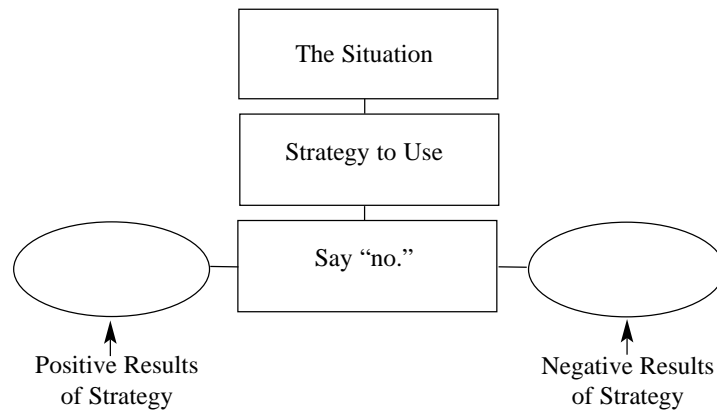 The Situation
Strategy to Use
Say “no.”
Positive Results
of Strategy
Negative Results
of Strategy